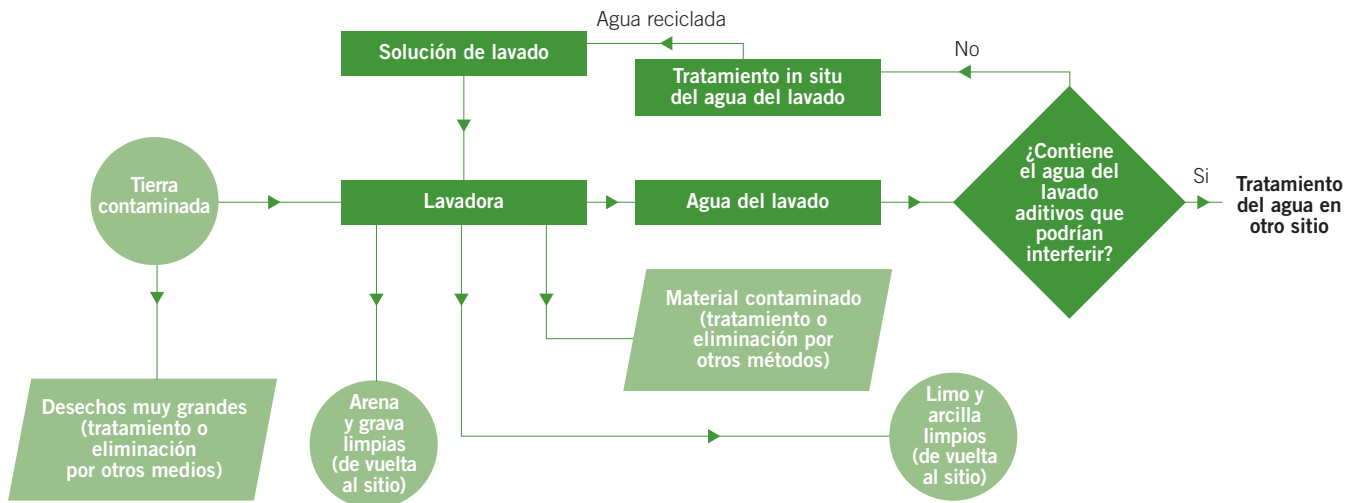 Agua reciclada
Solución de lavado
No
Tratamiento in situ
del agua del lavado
¿Contiene
el agua del
lavado
aditivos que
podrían
interferir?
Si
Tratamiento
del agua en
otro sitio
Tierra
contaminada
Lavadora
Agua del lavado
Material contaminado
(tratamiento o
eliminación por
otros métodos)
Desechos muy grandes
(tratamiento o
eliminación
por otros medios)
Arena
y grava
limpias
(de vuelta
al sitio)
Limo y
arcilla
limpios
(de vuelta
al sitio)